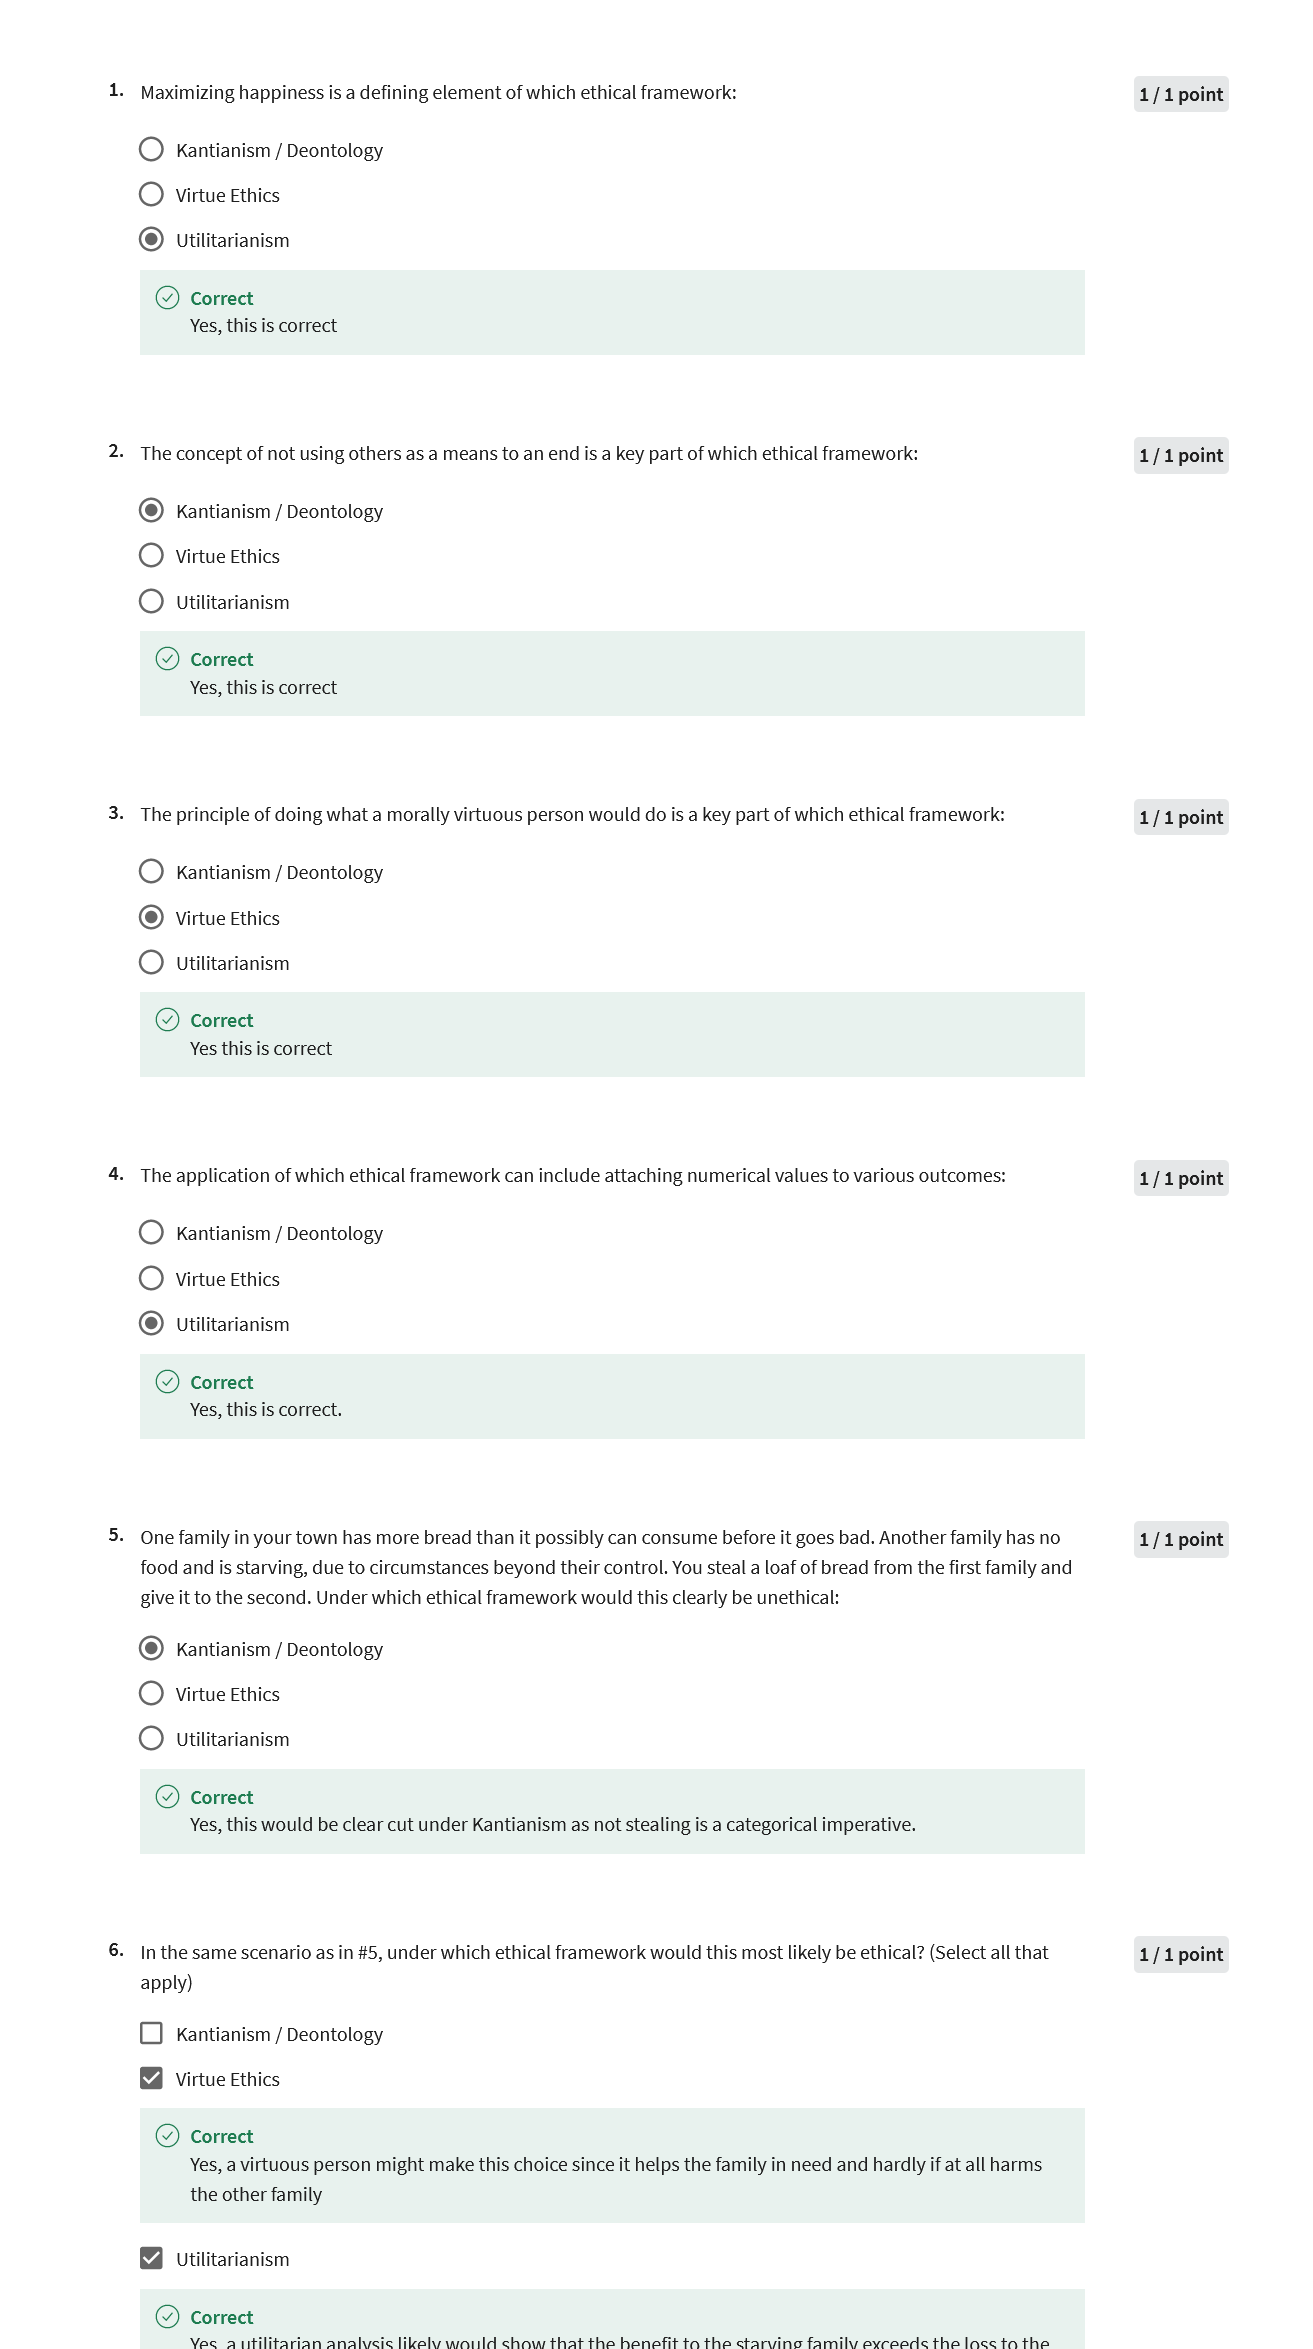 1. Maximizing happiness is a defining element of which ethical framework: 1 / 1 point
Kantianism / Deontology
Virtue Ethics
Utilitarianism
Correct
Yes, this is correct
2. The concept of not using others as a means to an end is a key part of which ethical framework: 1 / 1 point
Kantianism / Deontology
Virtue Ethics
Utilitarianism
Correct
Yes, this is correct
3. The principle of doing what a morally virtuous person would do is a key part of which ethical framework: 1 / 1 point
Kantianism / Deontology
Virtue Ethics
Utilitarianism
Correct
Yes this is correct
4. The application of which ethical framework can include attaching numerical values to various outcomes: 1 / 1 point
Kantianism / Deontology
Virtue Ethics
Utilitarianism
Correct
Yes, this is correct.
5. One family in your town has more bread than it possibly can consume before it goes bad. Another family has no 1 / 1 point
food and is starving, due to circumstances beyond their control. You steal a loaf of bread from the first family and
give it to the second. Under which ethical framework would this clearly be unethical:
Kantianism / Deontology
Virtue Ethics
Utilitarianism
Correct
Yes, this would be clear cut under Kantianism as not stealing is a categorical imperative.
6. In the same scenario as in #5, under which ethical framework would this most likely be ethical? (Select all that 1 / 1 point
apply)
Kantianism / Deontology
Virtue Ethics
Correct
Yes, a virtuous person might make this choice since it helps the family in need and hardly if at all harms
the other family
Utilitarianism
Correct
Yes, a utilitarian analysis likely would show that the benefit to the starving family exceeds the loss to the